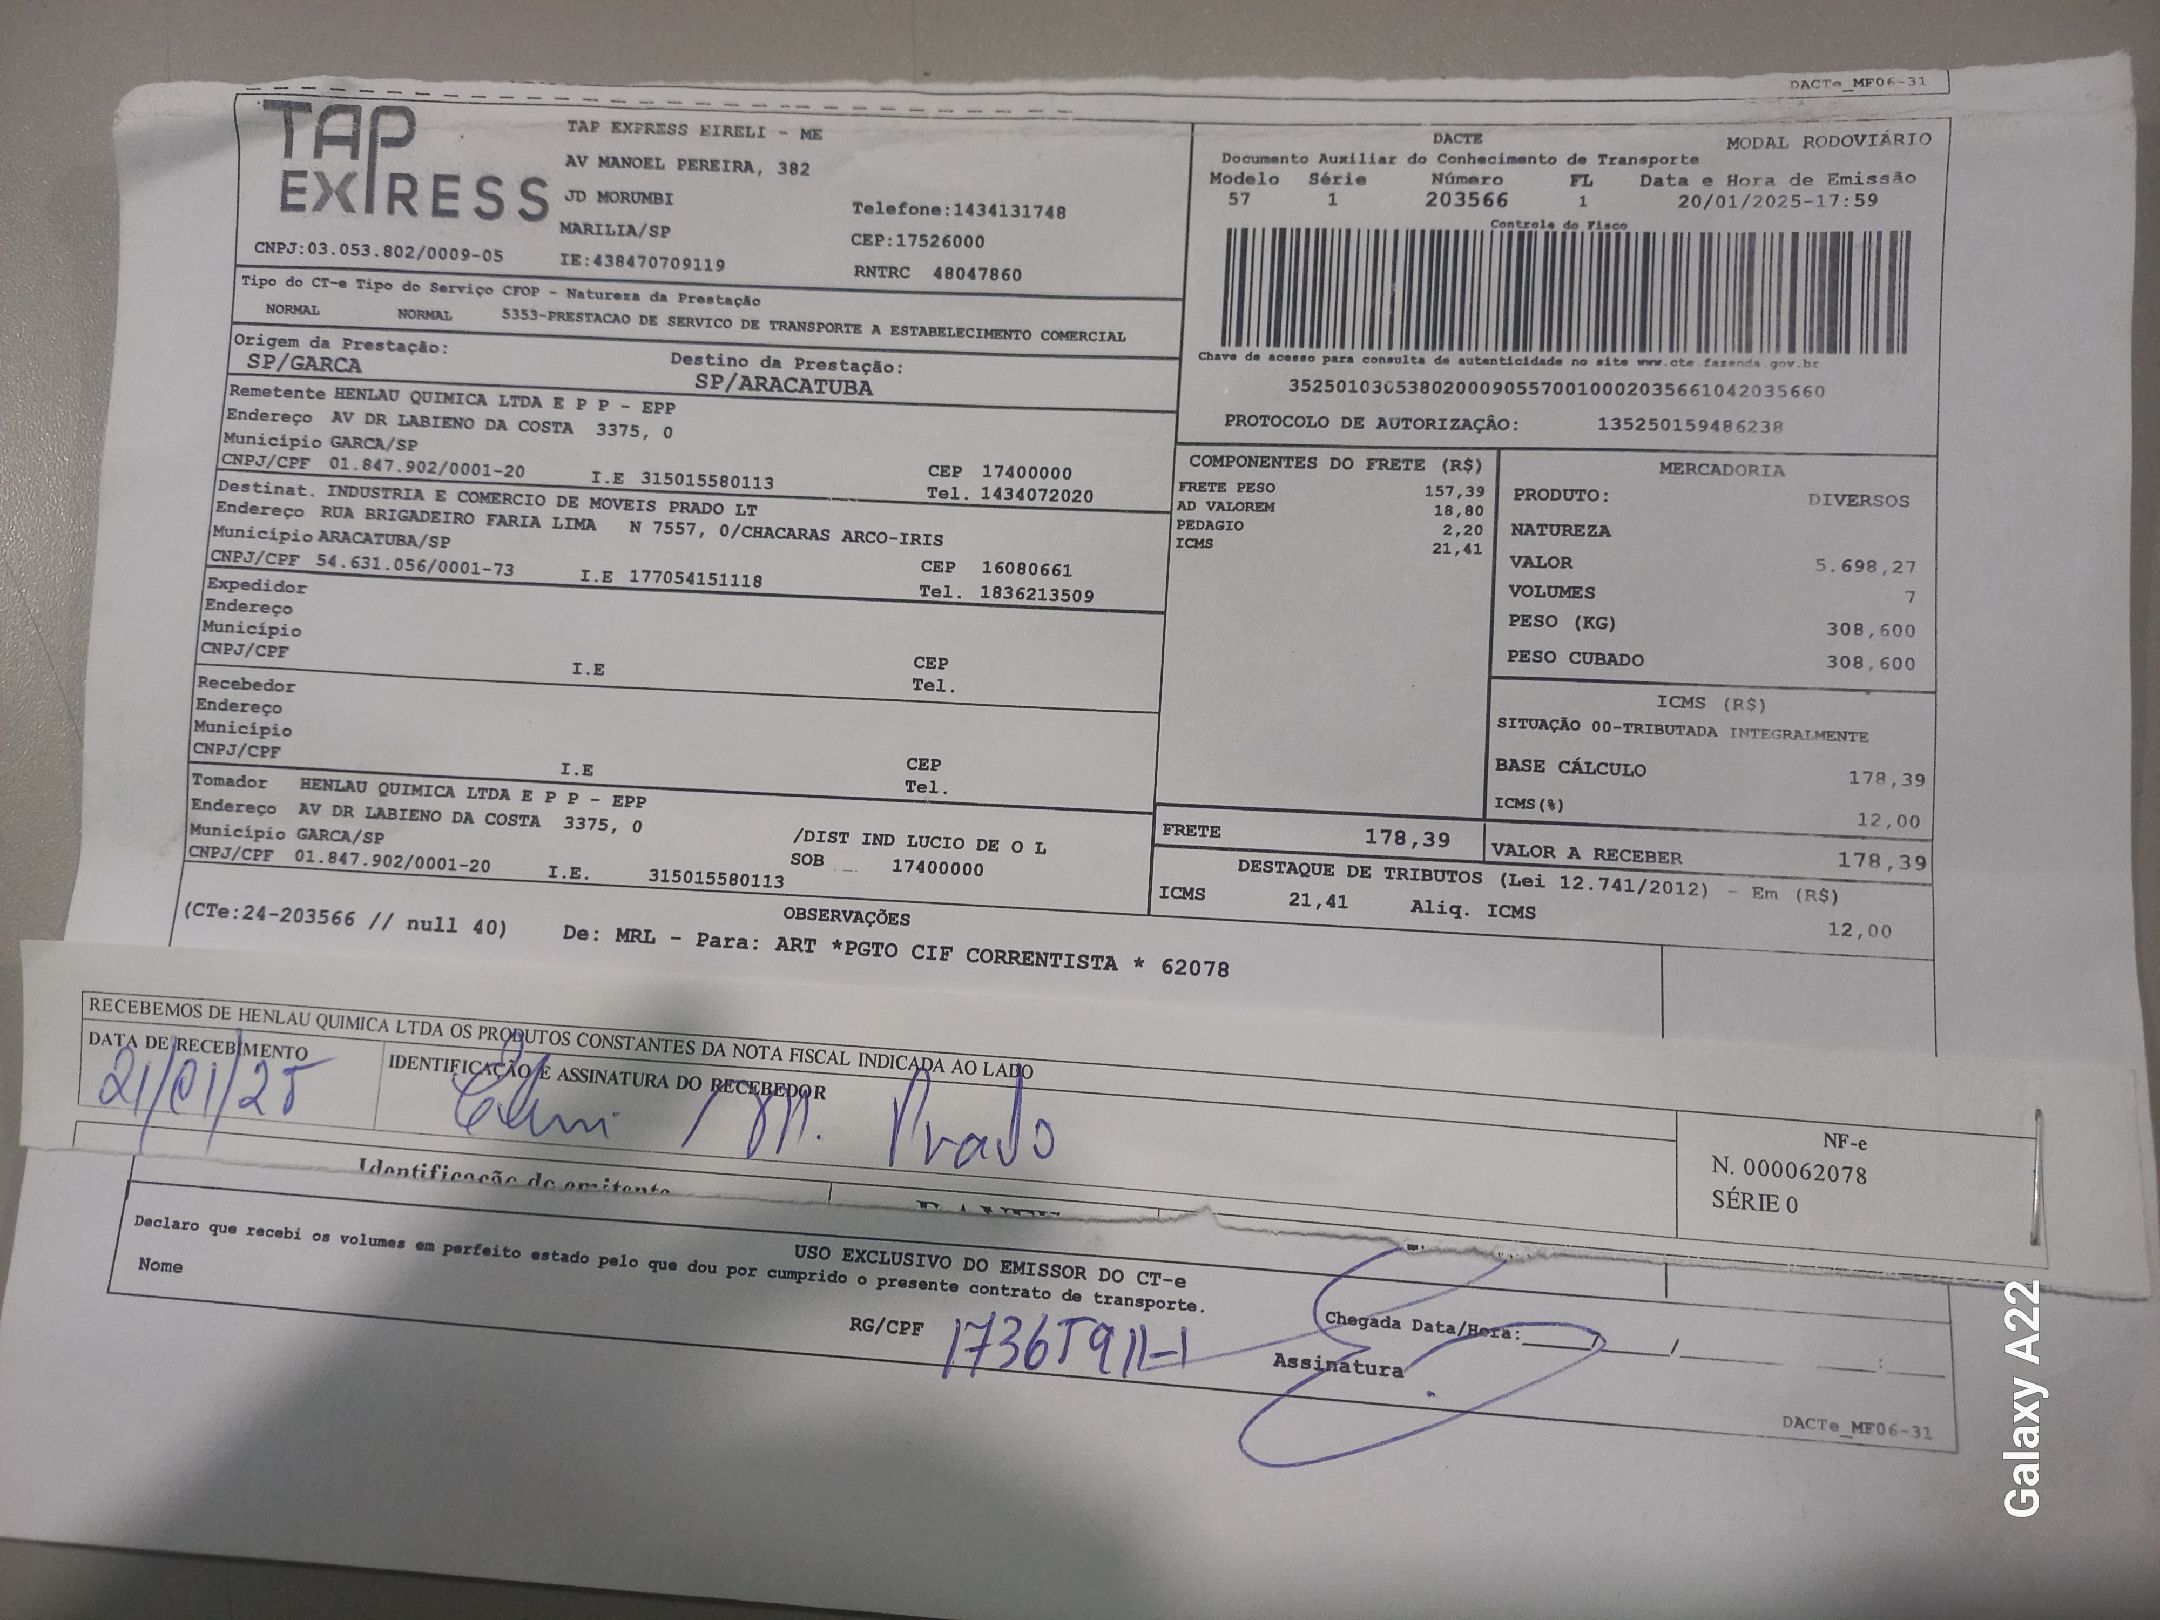 DACTe_MF06-31
TAP EXPRESS
TAP EXPRESS EIRELI - ME
AV MANOEL PEREIRA, 382
JD MORUMBI
Telefone:1434131748
MARILIA/SP
CEP:17526000
CNPJ:03.053.802/0009-05
IE:438470709119
RNTRC 48047860
DACTE
MODAL RODOVIÁRIO
Documento Auxiliar do Conhecimento de Transporte
Modelo Série Número FL Data e Hora de Emissão
57 1 203566 1 20/01/2025-17:59
Controle do Fisco
Chave de acesso para consulta de autenticidade no site www.cte.fazenda.gov.br
35250103053802000905570010002035661042035660
PROTOCOLO DE AUTORIZAÇÂO: 135250159486238
Tipo do CT-e Tipo do Serviço CFOP - Natureza da Prestação
NORMAL NORMAL 5353-PRESTACAO DE SERVICO DE TRANSPORTE A ESTABELECIMENTO COMERCIAL
Origem da Prestação: Destino da Prestação:
SP/GARCA SP/ARACATUBA
Remetente HENLAU QUIMICA LTDA E P P - EPP
Endereço AV DR LABIENO DA COSTA 3375, 0
Município GARCA/SP CEP 17400000
CNPJ/CPF 01.847.902/0001-20 I.E 315015580113 Tel. 1434072020
Destinat. INDUSTRIA E COMERCIO DE MOVEIS PRADO LT
Endereço RUA BRIGADEIRO FARIA LIMA N 7557, 0/CHACARAS ARCO-IRIS
Município ARACATUBA/SP CEP 16080661
CNPJ/CPF 54.631.056/0001-73 I.E 177054151118 Tel. 1836213509
Expedidor
Endereço
Município CEP
CNPJ/CPF I.E Tel.
Recebedor
Endereço
Município CEP
CNPJ/CPF I.E Tel.
Tomador HENLAU QUIMICA LTDA E P P - EPP
Endereço AV DR LABIENO DA COSTA 3375, 0
Município GARCA/SP /DIST IND LUCIO DE O L
CNPJ/CPF 01.847.902/0001-20 I.E. 315015580113 SOB 17400000
COMPONENTES DO FRETE (R$)
FRETE PESO 157,39
AD VALOREM 18,80
PEDAGIO 2,20
ICMS 21,41
MERCADORIA
PRODUTO: DIVERSOS
NATUREZA
VALOR 5.698,27
VOLUMES 7
PESO (KG) 308,600
PESO CUBADO 308,600
ICMS (R$)
SITUAÇÃO 00-TRIBUTADA INTEGRALMENTE
BASE CÁLCULO 178,39
ICMS(%) 12,00
FRETE 178,39
VALOR A RECEBER 178,39
DESTAQUE DE TRIBUTOS (Lei 12.741/2012) - Em (R$)
ICMS 21,41 Aliq. ICMS 12,00
OBSERVAÇÕES
(CTe:24-203566 // null 40) De: MRL - Para: ART *PGTO CIF CORRENTISTA * 62078
RECEBEMOS DE HENLAU QUIMICA LTDA OS PRODUTOS CONSTANTES DA NOTA FISCAL INDICADA AO LADO
DATA DE RECEBIMENTO
IDENTIFICAÇÃO E ASSINATURA DO RECEBEDOR
21/01/25
M. Prado
NF-e
N. 000062078
SÉRIE 0
Identificação do emitente
USO EXCLUSIVO DO EMISSOR DO CT-e
Declaro que recebi os volumes em perfeito estado pelo que dou por cumprido o presente contrato de transporte.
Nome
RG/CPF 17365911-1
Chegada Data/Hora: / / :
Assinatura
DACTe_MF06-31
Galaxy A22